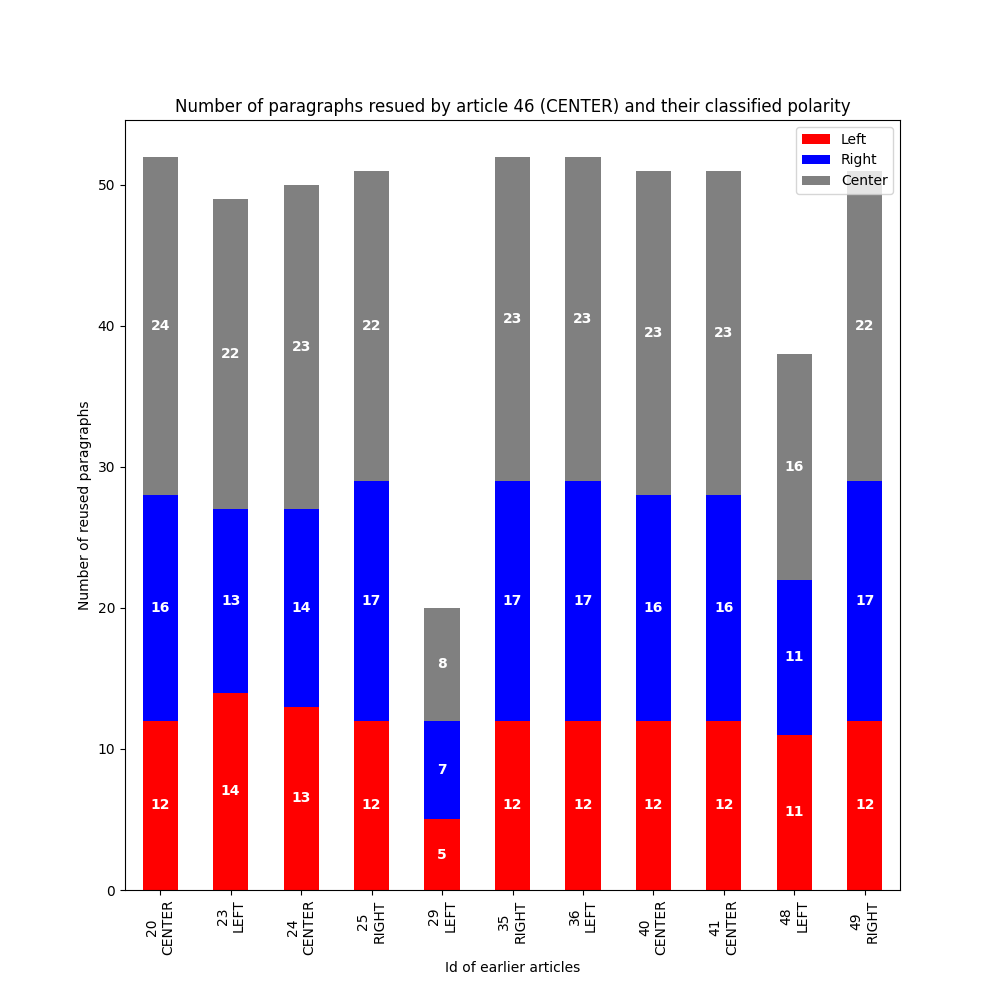 Number of paragraphs resued by article 46 (CENTER) and their classified polarity
Left
Right
Center
Number of reused paragraphs
50
40
30
20
10
0
24
22
23
22
8
23
23
23
23
16
22
16
13
14
17
7
17
17
16
16
11
17
12
14
13
12
5
12
12
12
12
11
12
20
CENTER
23
LEFT
24
CENTER
25
RIGHT
29
LEFT
35
RIGHT
36
LEFT
40
CENTER
41
CENTER
48
LEFT
49
RIGHT
Id of earlier articles